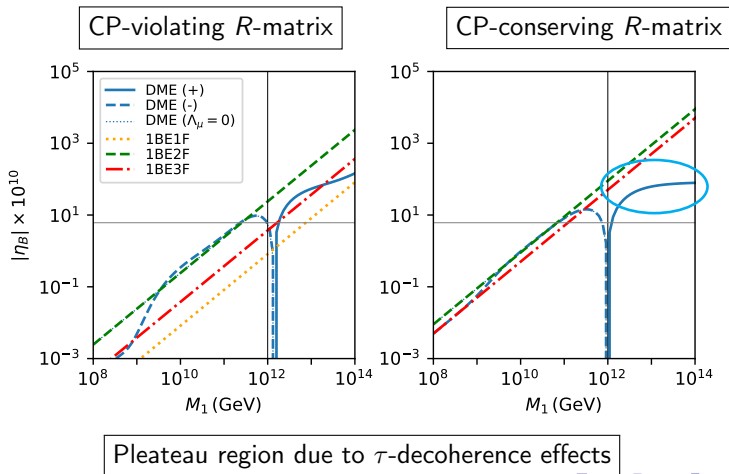 CP-violating R-matrix
CP-conserving R-matrix
10^5
10^3
10^1
10^{-1}
10^{-3}
|η_B| × 10^{10}
DME (+)
DME (-)
DME (Λ_μ = 0)
1BE1F
1BE2F
1BE3F
10^8
10^{10}
10^{12}
10^{14}
M_1 (GeV)
10^5
10^3
10^1
10^{-1}
10^{-3}
10^8
10^{10}
10^{12}
10^{14}
M_1 (GeV)
Pleateau region due to τ-decoherence effects